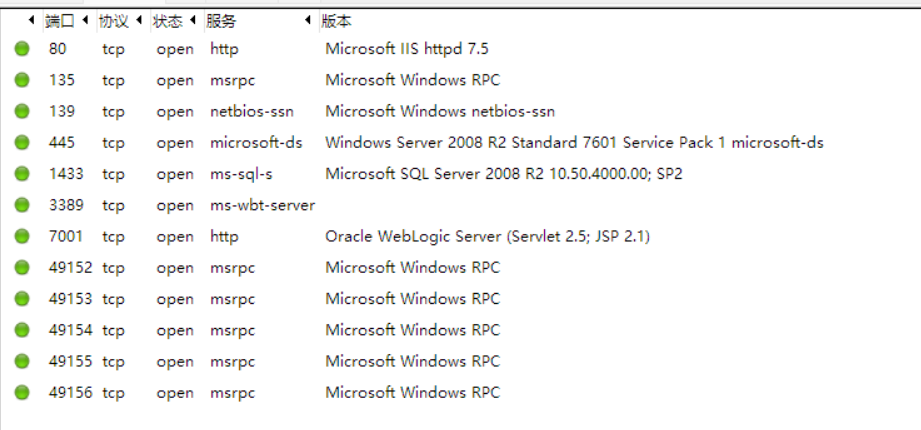 端口 协议 状态 服务 版本
80 tcp open http Microsoft IIS httpd 7.5
135 tcp open msrpc Microsoft Windows RPC
139 tcp open netbios-ssn Microsoft Windows netbios-ssn
445 tcp open microsoft-ds Windows Server 2008 R2 Standard 7601 Service Pack 1 microsoft-ds
1433 tcp open ms-sql-s Microsoft SQL Server 2008 R2 10.50.4000.00; SP2
3389 tcp open ms-wbt-server
7001 tcp open http Oracle WebLogic Server (Servlet 2.5; JSP 2.1)
49152 tcp open msrpc Microsoft Windows RPC
49153 tcp open msrpc Microsoft Windows RPC
49154 tcp open msrpc Microsoft Windows RPC
49155 tcp open msrpc Microsoft Windows RPC
49156 tcp open msrpc Microsoft Windows RPC